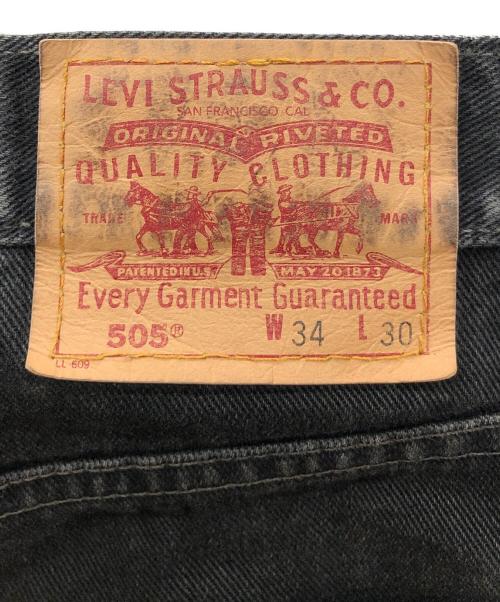 LEVI STRAUSS & CO.
SAN FRANCISCO CAL
ORIGINAL RIVETED
QUALITY CLOTHING
TRADE MARK
PATENTED IN U.S. MAY 20 1873
Every Garment Guaranteed
505® W 34 L 30
LL 609